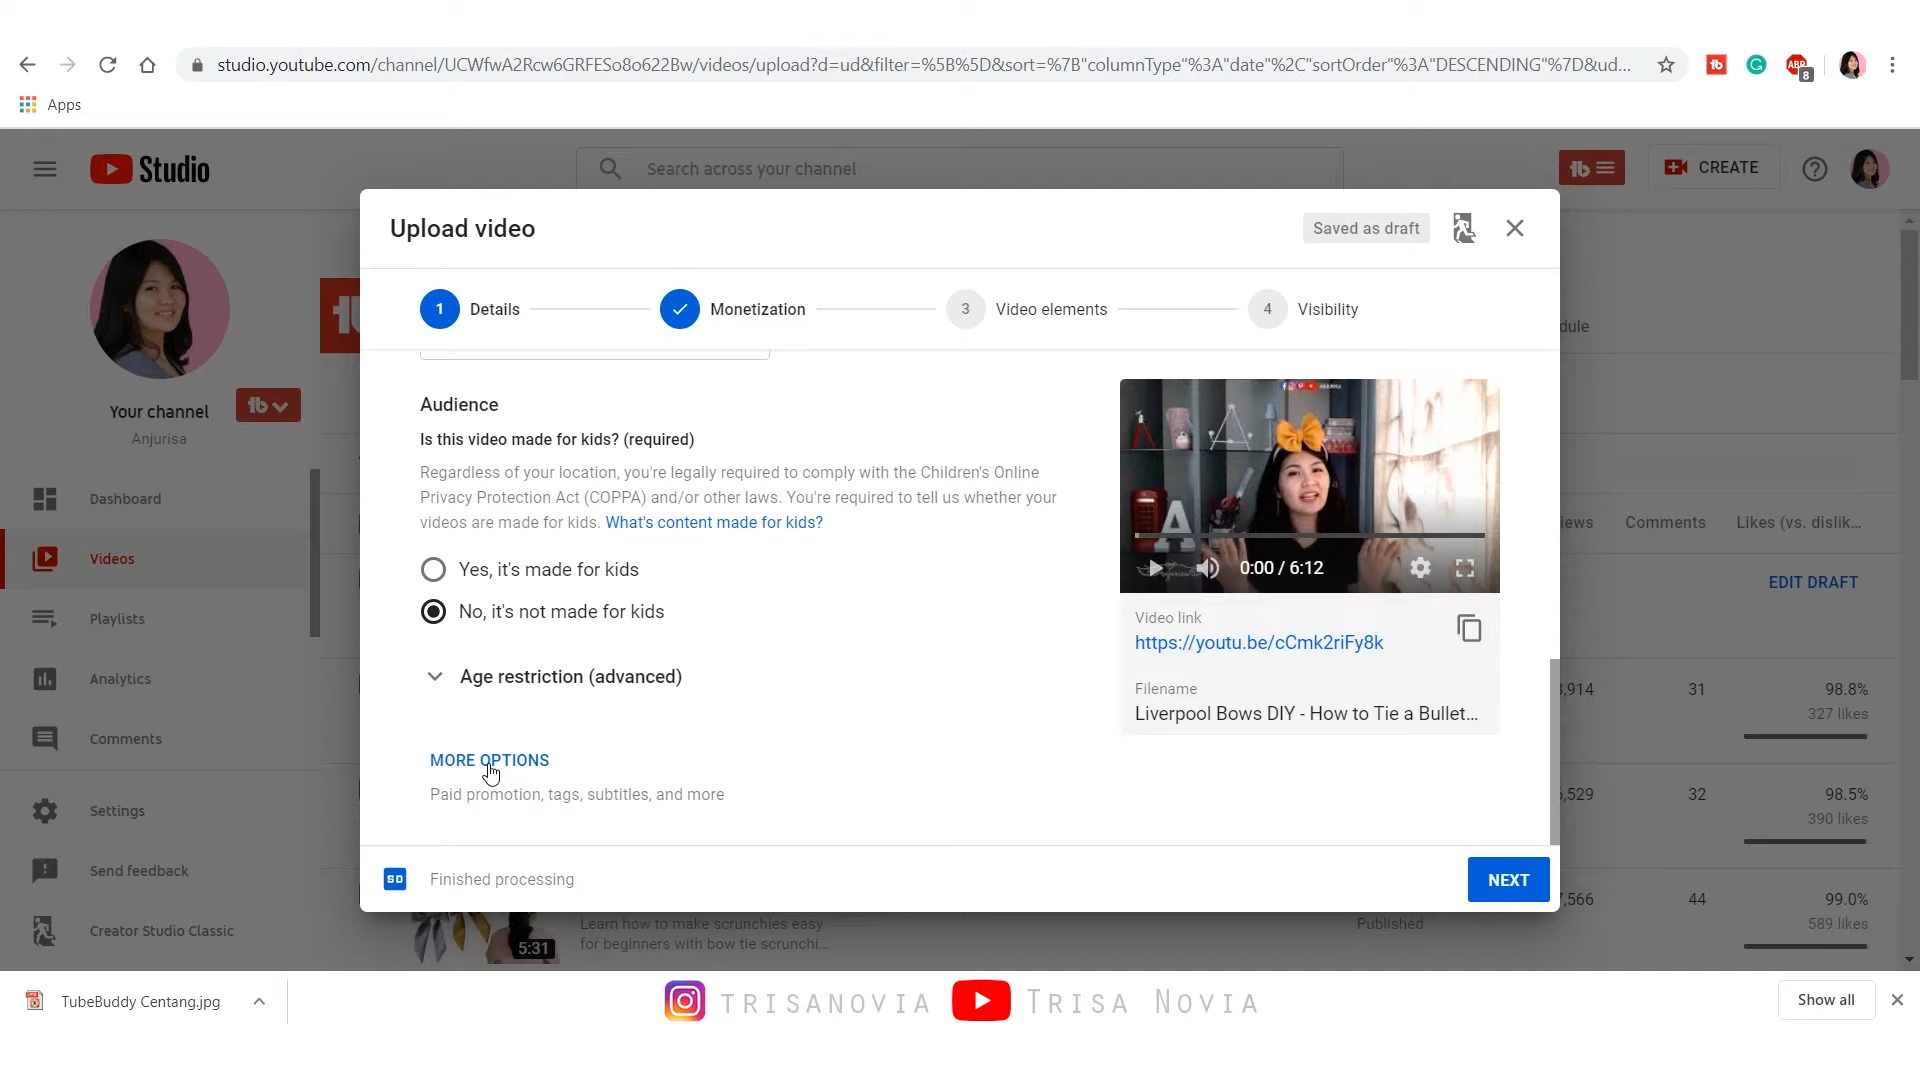 studio.youtube.com/channel/UCWfwA2Rcw6GRFESo8o622Bw/videos/upload?d=ud&filter=%5B%5D&sort=%7B"columnType"%3A"date"%2C"sortOrder"%3A"DESCENDING"%7D&ud...
ABP
8
Apps
Studio
Search across your channel
CREATE
Upload video
Saved as draft
1 Details
Monetization
3 Video elements
4 Visibility
Your channel
Anjurisa
Dashboard
Videos
Playlists
Analytics
Comments
Settings
Send feedback
Creator Studio Classic
Audience
Is this video made for kids? (required)
Regardless of your location, you're legally required to comply with the Children's Online
Privacy Protection Act (COPPA) and/or other laws. You're required to tell us whether your
videos are made for kids. What's content made for kids?
Yes, it's made for kids
No, it's not made for kids
Age restriction (advanced)
MORE OPTIONS
Paid promotion, tags, subtitles, and more
A
0:00 / 6:12
Video link
https://youtu.be/cCmk2riFy8k
Filename
Liverpool Bows DIY - How to Tie a Bullet...
SD
Finished processing
NEXT
dule
iews Comments Likes (vs. dislik...
EDIT DRAFT
,914 31 98.8%
327 likes
,529 32 98.5%
390 likes
,566 44 99.0%
589 likes
5:31
Learn how to make scrunchies easy
for beginners with bow tie scrunchi...
Published
TubeBuddy Centang.jpg
TRISANOVIA
TRISA NOVIA
Show all